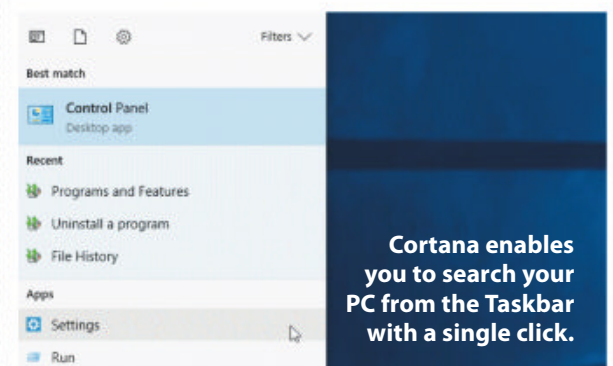 Filters
Best match
Control Panel
Desktop app
Recent
Programs and Features
Uninstall a program
File History
Apps
Settings
Run
Cortana enables
you to search your
PC from the Taskbar
with a single click.